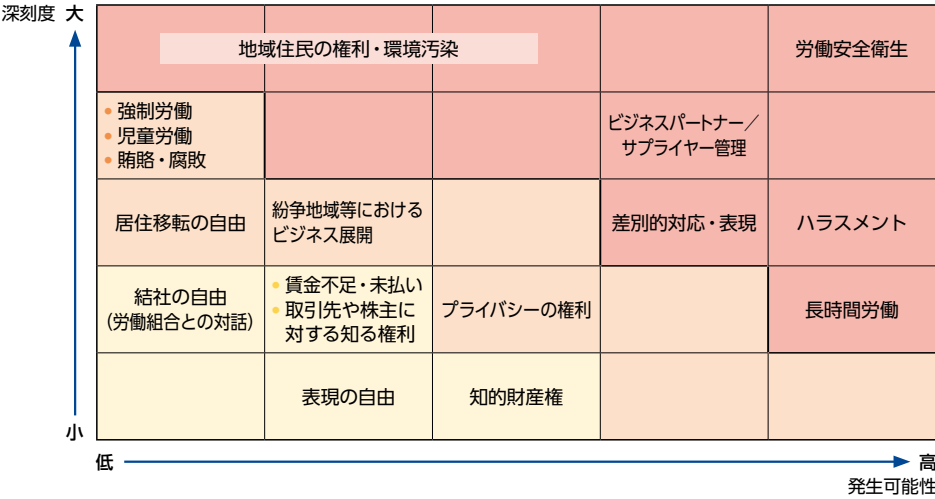 深刻度 大
地域住民の権利・環境汚染
労働安全衛生
• 強制労働
• 児童労働
• 賄賂・腐敗
ビジネスパートナー／
サプライヤー管理
居住移転の自由
紛争地域等における
ビジネス展開
差別的対応・表現
ハラスメント
結社の自由
(労働組合との対話)
• 賃金不足・未払い
• 取引先や株主に
対する知る権利
プライバシーの権利
長時間労働
表現の自由
知的財産権
小
低
高
発生可能性